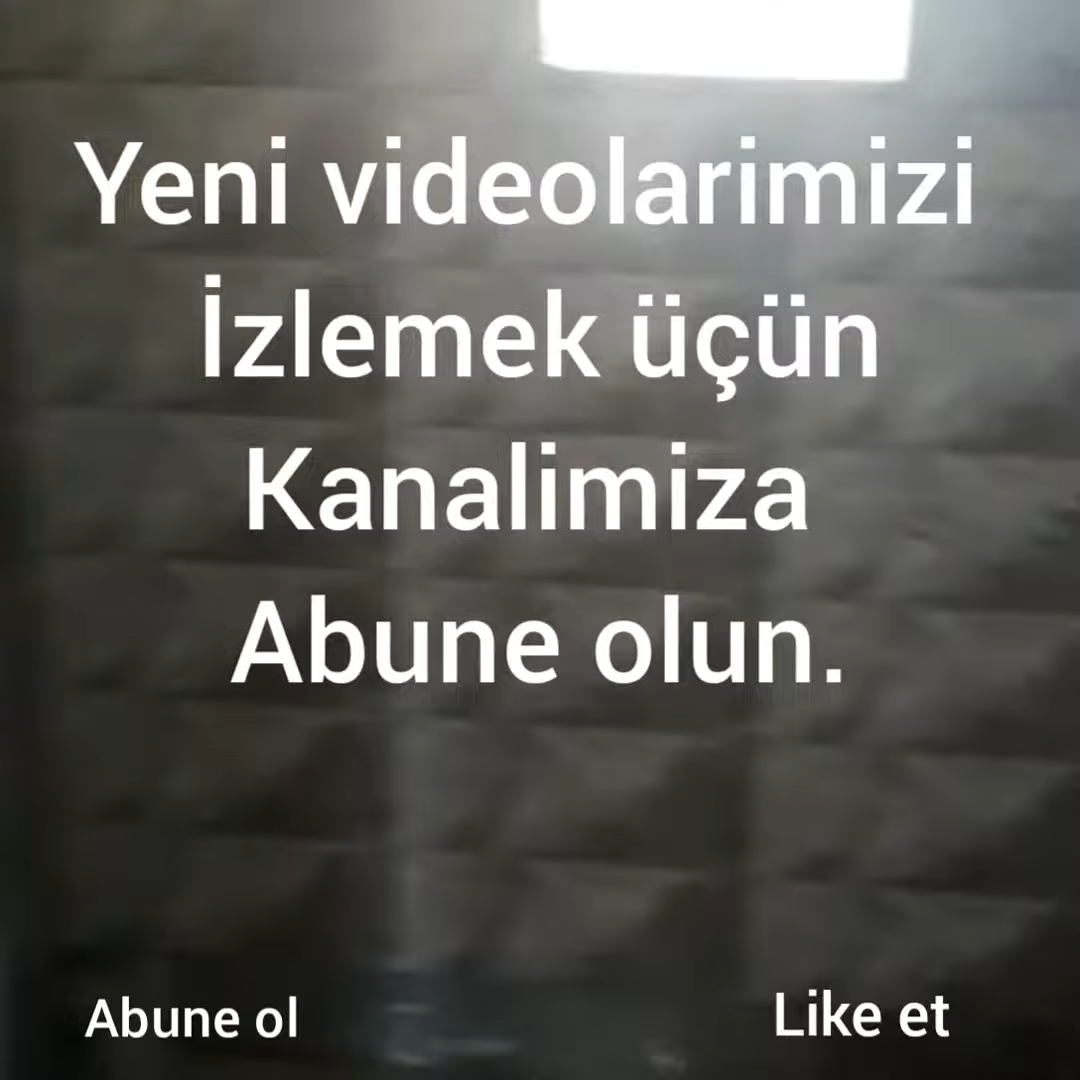 Yeni videolarimizi
İzlemek üçün
Kanalimiza
Abune olun.
Abune ol
Like et